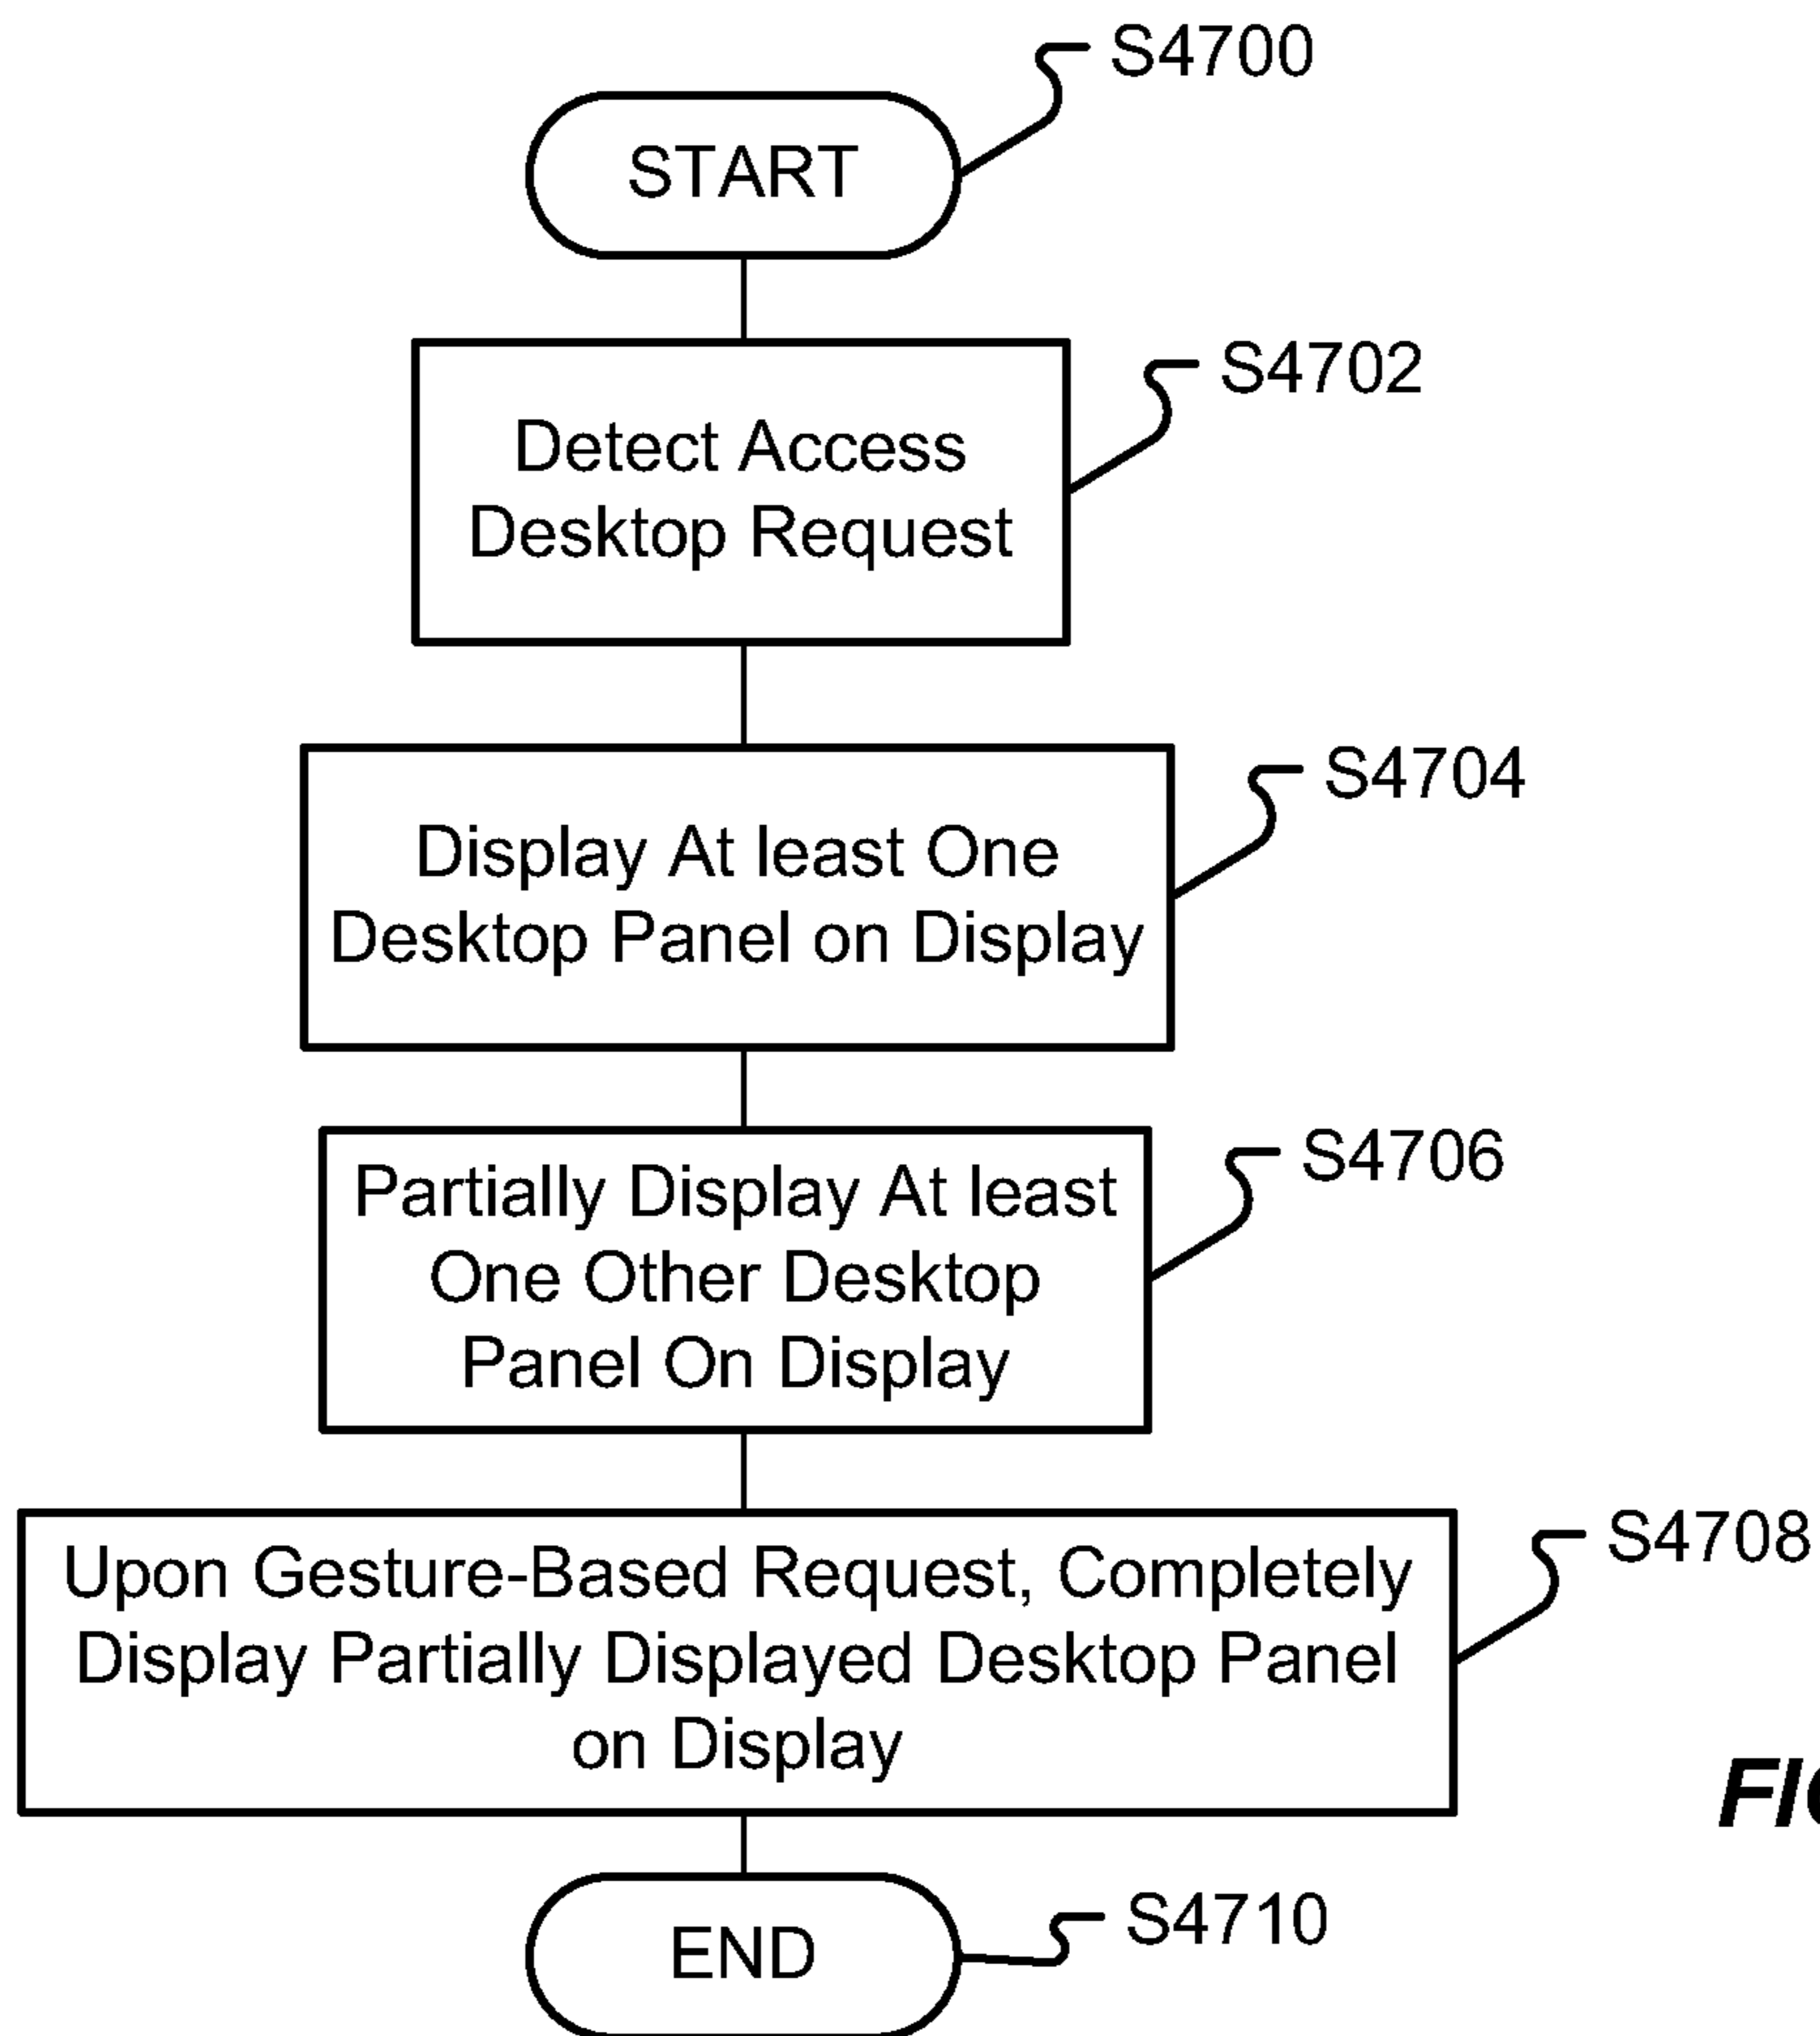 S4700
START
S4702
Detect Access
Desktop Request
S4704
Display At least One
Desktop Panel on Display
S4706
Partially Display At least
One Other Desktop
Panel On Display
S4708
Upon Gesture-Based Request, Completely
Display Partially Displayed Desktop Panel
on Display
S4710
END